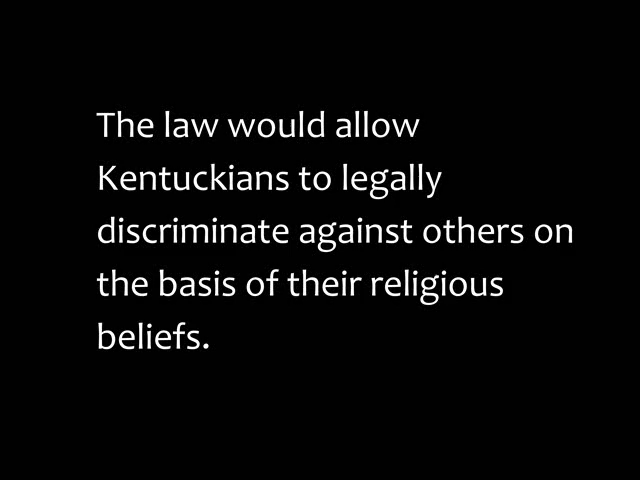 The law would allow
Kentuckians to legally
discriminate against others on
the basis of their religious
beliefs.